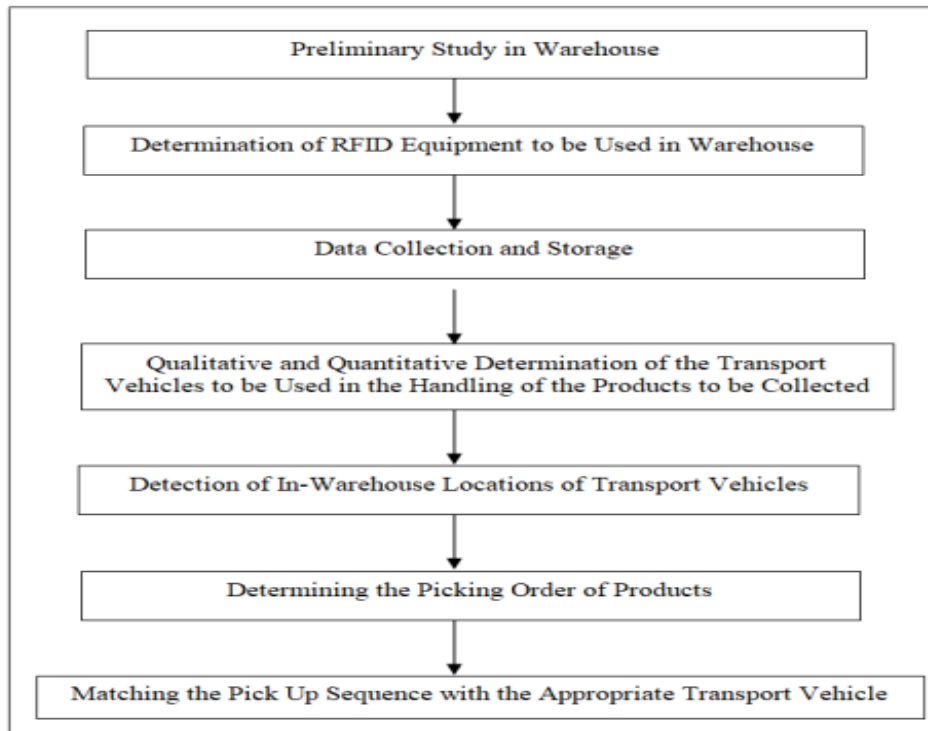 Preliminary Study in Warehouse
Determination of RFID Equipment to be Used in Warehouse
Data Collection and Storage
Qualitative and Quantitative Determination of the Transport
Vehicles to be Used in the Handling of the Products to be Collected
Detection of In-Warehouse Locations of Transport Vehicles
Determining the Picking Order of Products
Matching the Pick Up Sequence with the Appropriate Transport Vehicle